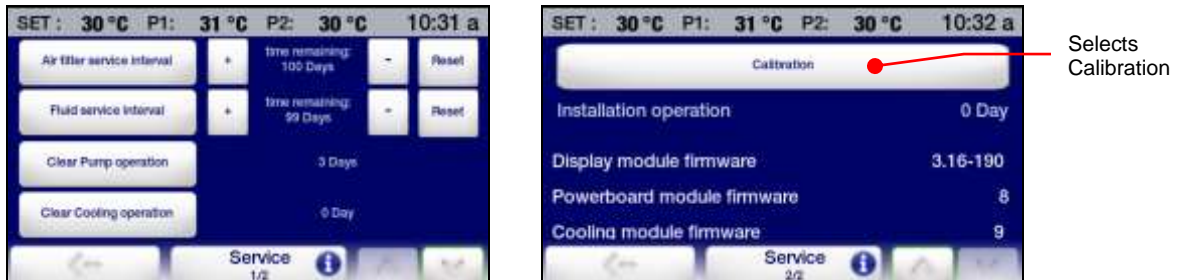 SET : 30 °C P1: 31 °C P2: 30 °C 10:31 a
Air filter service interval + time remaining: 100 Days - Reset
Fluid service interval + time remaining: 99 Days - Reset
Clear Pump operation 3 Days
Clear Cooling operation 0 Day
Service
1/2
SET : 30 °C P1: 31 °C P2: 30 °C 10:32 a
Calibration
Installation operation 0 Day
Display module firmware 3.16-190
Powerboard module firmware 8
Cooling module firmware 9
Service
2/2
Selects
Calibration